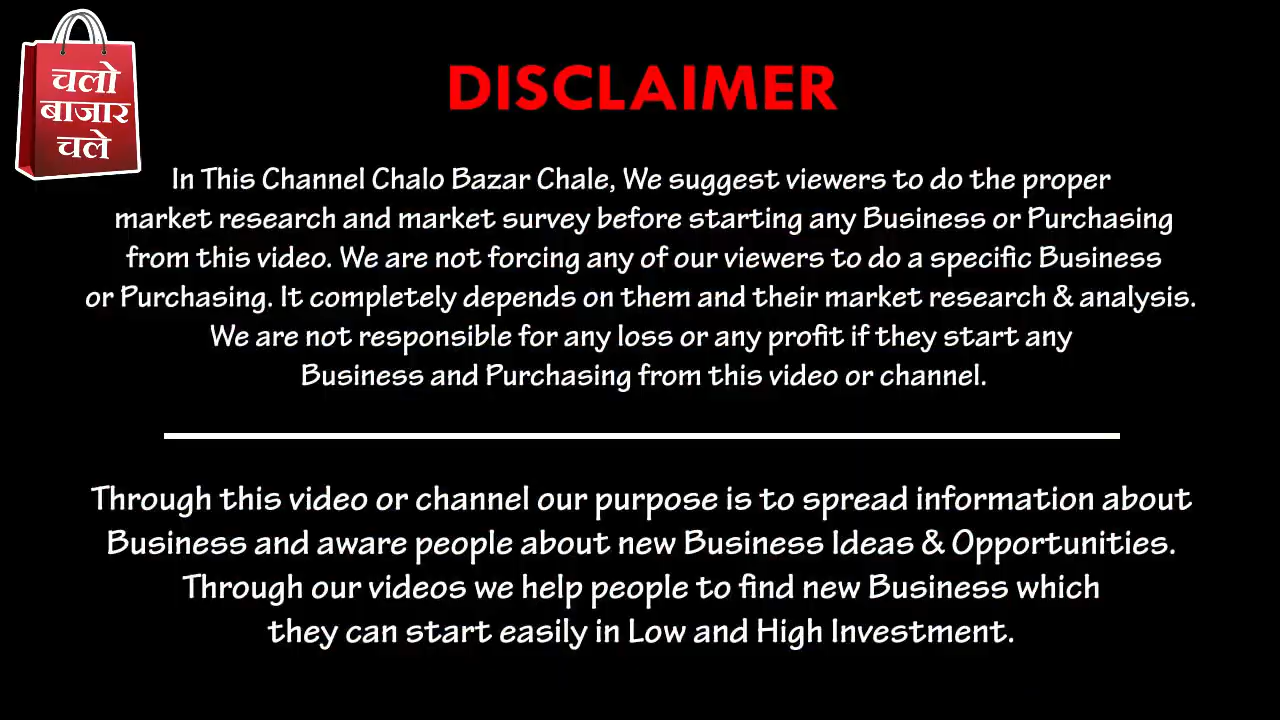 चलो
बाजार
चले
DISCLAIMER
In This Channel Chalo Bazar Chale, We suggest viewers to do the proper
market research and market survey before starting any Business or Purchasing
from this video. We are not forcing any of our viewers to do a specific Business
or Purchasing. It completely depends on them and their market research & analysis.
We are not responsible for any loss or any profit if they start any
Business and Purchasing from this video or channel.
Through this video or channel our purpose is to spread information about
Business and aware people about new Business Ideas & Opportunities.
Through our videos we help people to find new Business which
they can start easily in Low and High Investment.